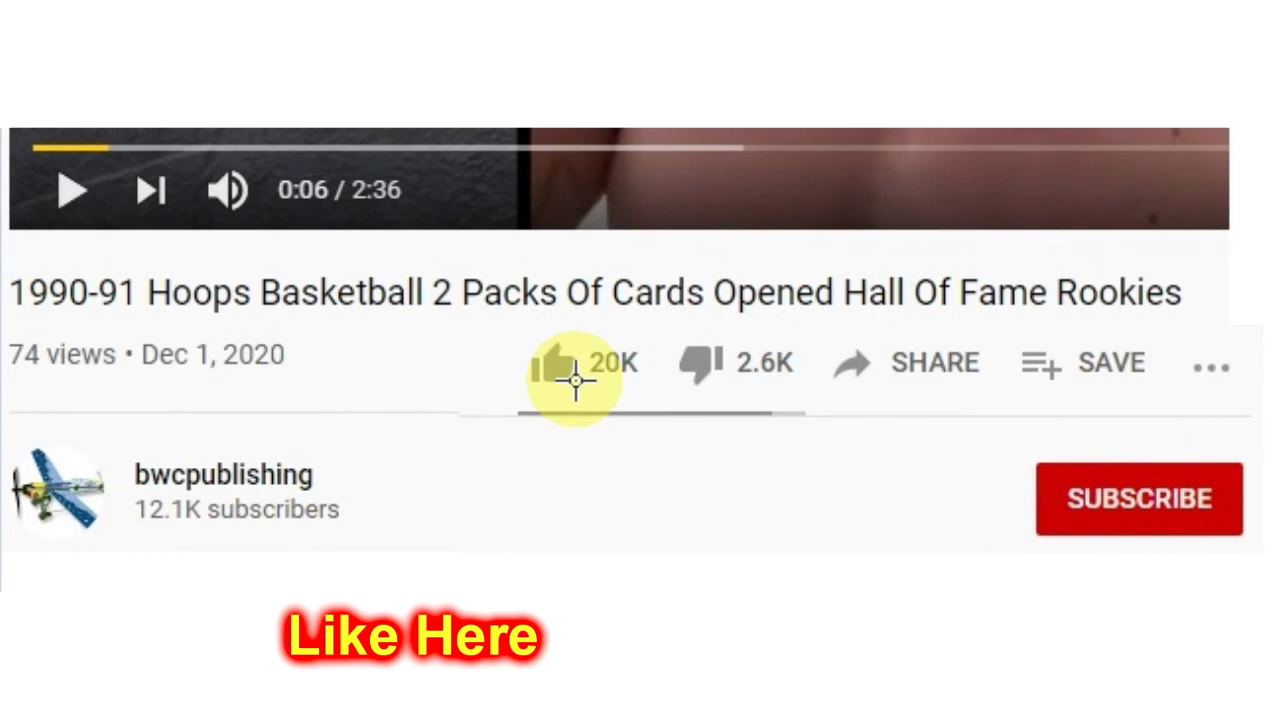 0:06 / 2:36
1990-91 Hoops Basketball 2 Packs Of Cards Opened Hall Of Fame Rookies
74 views • Dec 1, 2020
20K
2.6K
SHARE
SAVE
bwcpublishing
12.1K subscribers
SUBSCRIBE
Like Here